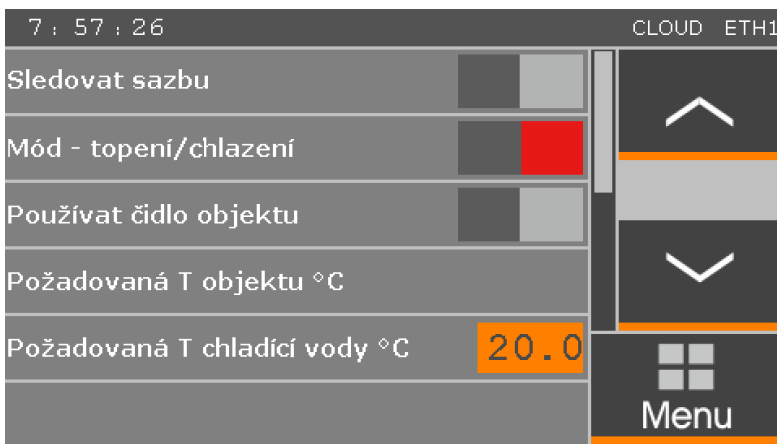 7:57:26 CLOUD ETH1
Sledovat sazbu
Mód - topení/chlazení
Používat čidlo objektu
Požadovaná T objektu °C
Požadovaná T chladící vody °C 20.0
Menu